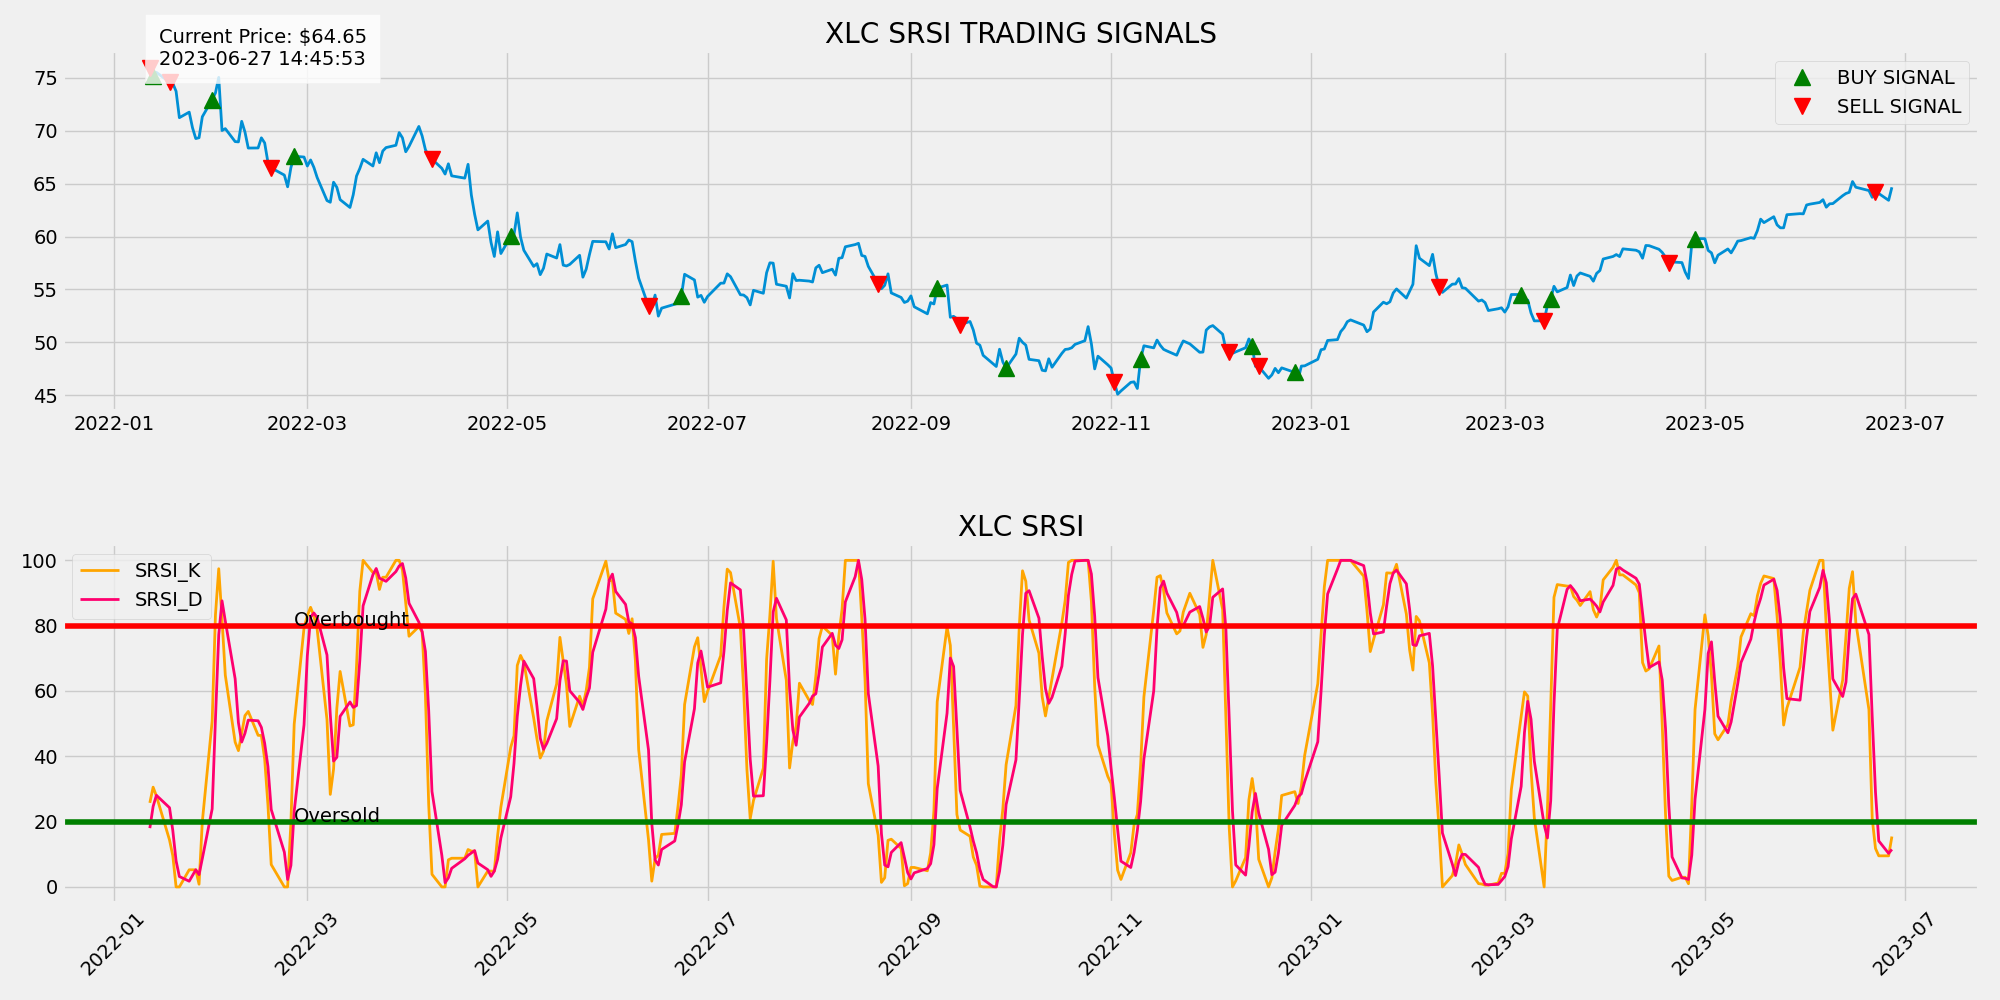 XLC SRSI TRADING SIGNALS
Current Price: $64.65
2023-06-27 14:45:53
BUY SIGNAL
SELL SIGNAL
75
70
65
60
55
50
45
2022-01 2022-03 2022-05 2022-07 2022-09 2022-11 2023-01 2023-03 2023-05 2023-07
XLC SRSI
SRSI_K
SRSI_D
Overbought
Oversold
100
80
60
40
20
0
2022-01 2022-03 2022-05 2022-07 2022-09 2022-11 2023-01 2023-03 2023-05 2023-07